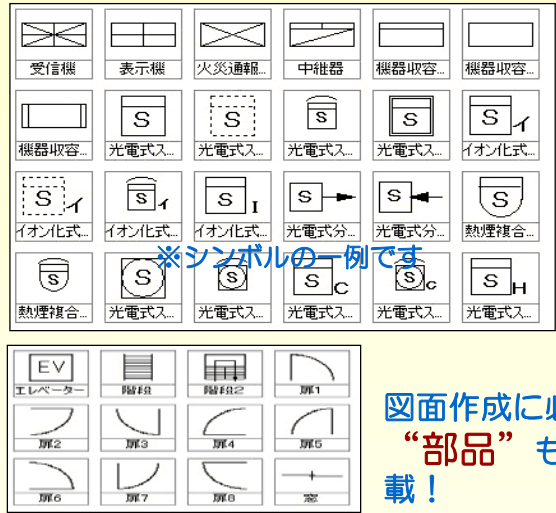 受信機 表示機 火災通報... 中継器 機器収容... 機器収容...
S S S S S イ
機器収容... 光電式ス... 光電式ス... 光電式ス... 光電式ス... イオン化式...
S イ S イ S I S S S
イオン化式... イオン化式... イオン化式... 光電式分... 光電式分... 熱煙複合...
※シンボルの一例です
S S S S C S C S H
熱煙複合... 光電式ス... 光電式ス... 光電式ス... 光電式ス... 光電式ス...
EV
エレベーター 階段 階段2 扉1
扉2 扉3 扉4 扉5
扉6 扉7 扉8 窓
図面作成に
“部品”も
載！